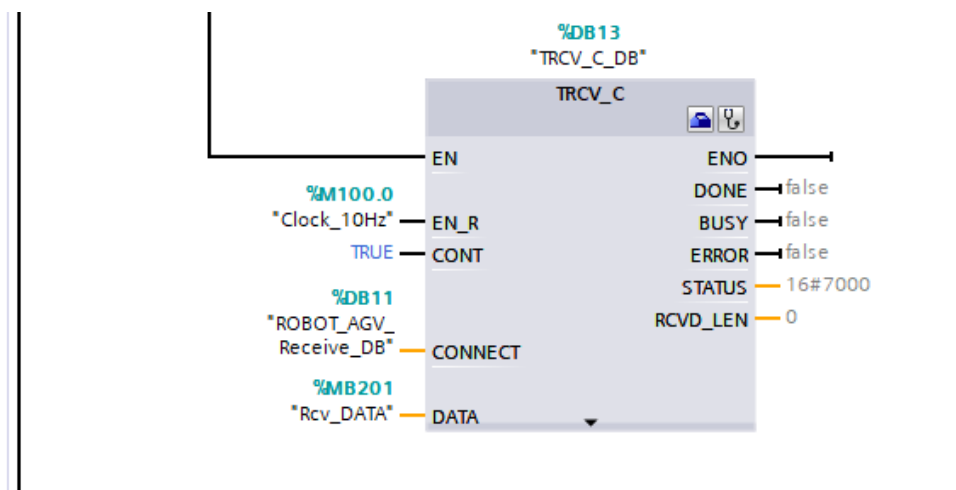 %DB13
"TRCV_C_DB"
TRCV_C
EN ENO
DONE false
%M100.0
"Clock_10Hz" EN_R BUSY false
TRUE CONT ERROR false
STATUS 16#7000
%DB11
"ROBOT_AGV_
Receive_DB" CONNECT
RCVD_LEN 0
%MB201
"Rcv_DATA" DATA